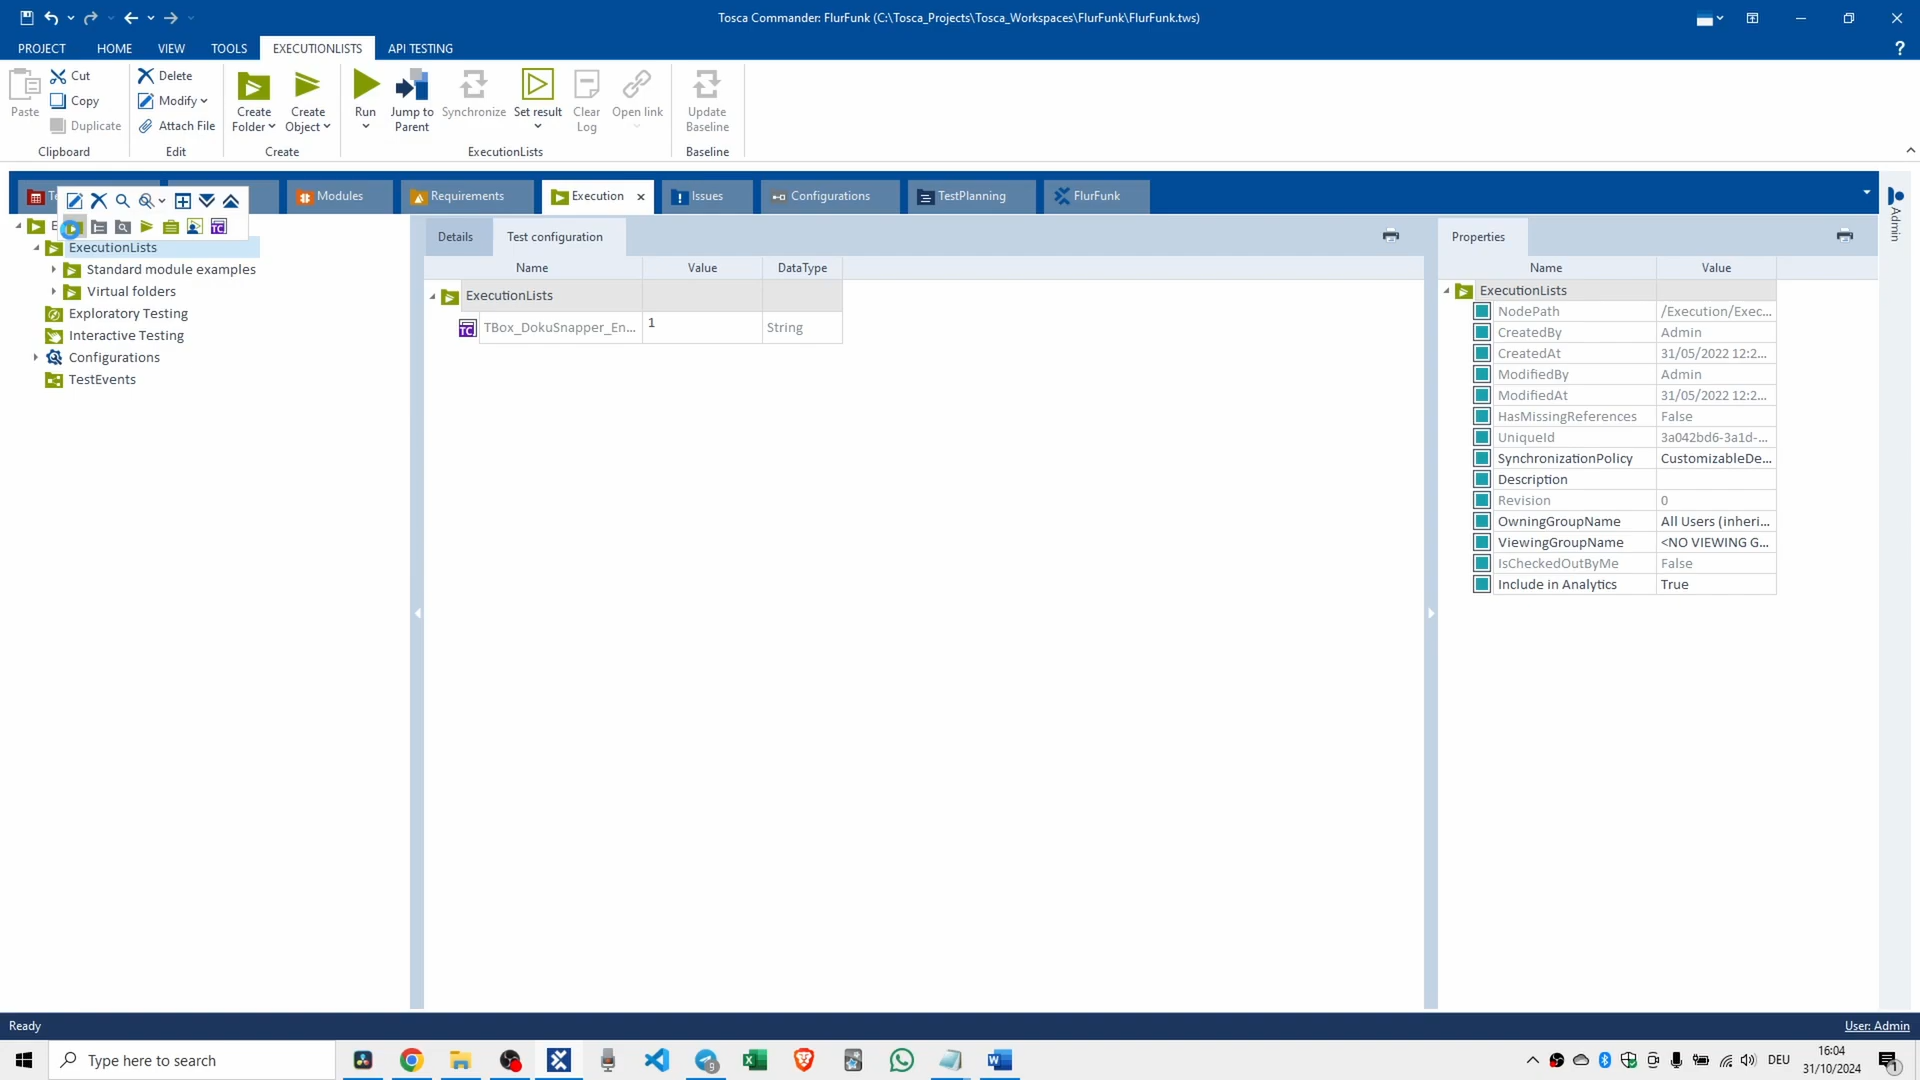 Tosca Commander: FlurFunk (C:\Tosca_Projects\Tosca_Workspaces\FlurFunk\FlurFunk.tws)
PROJECT HOME VIEW TOOLS EXECUTIONLISTS API TESTING ?
Paste
Cut
Copy
Duplicate
Clipboard
Delete
Modify
Attach File
Edit
Create Folder
Create Object
Create
Run
Jump to Parent
Synchronize
Set result
Clear Log
Open link
ExecutionLists
Update Baseline
Baseline
Modules
Requirements
Execution
Issues
Configurations
TestPlanning
FlurFunk
Admin
ExecutionLists
Standard module examples
Virtual folders
Exploratory Testing
Interactive Testing
Configurations
TestEvents
Details
Test configuration
Name Value DataType
ExecutionLists
TBox_DokuSnapper_En... 1 String
Properties
Name Value
ExecutionLists
NodePath /Execution/Exec...
CreatedBy Admin
CreatedAt 31/05/2022 12:2...
ModifiedBy Admin
ModifiedAt 31/05/2022 12:2...
HasMissingReferences False
UniqueId 3a042bd6-3a1d-...
SynchronizationPolicy CustomizableDe...
Description
Revision 0
OwningGroupName All Users (inheri...
ViewingGroupName <NO VIEWING G...
IsCheckedOutByMe False
Include in Analytics True
Ready
User: Admin
Type here to search
9
DEU
16:04
31/10/2024
1